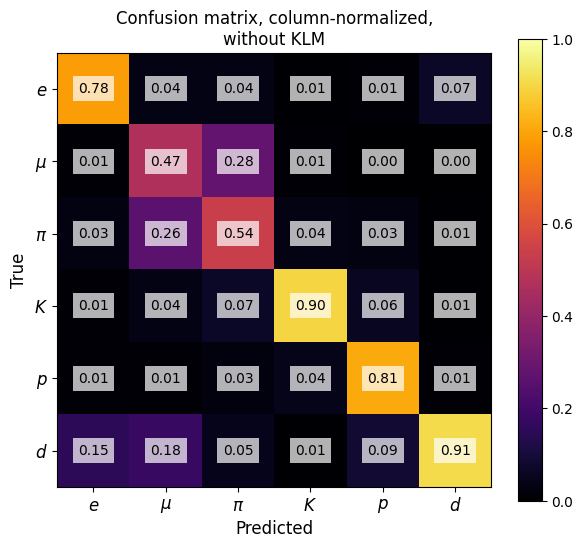 Confusion matrix, column-normalized,
without KLM
1.0
e 0.78 0.04 0.04 0.01 0.01 0.07
0.8
μ 0.01 0.47 0.28 0.01 0.00 0.00
π 0.03 0.26 0.54 0.04 0.03 0.01
0.6
True
K 0.01 0.04 0.07 0.90 0.06 0.01
0.4
p 0.01 0.01 0.03 0.04 0.81 0.01
0.2
d 0.15 0.18 0.05 0.01 0.09 0.91
0.0
e μ π K p d
Predicted